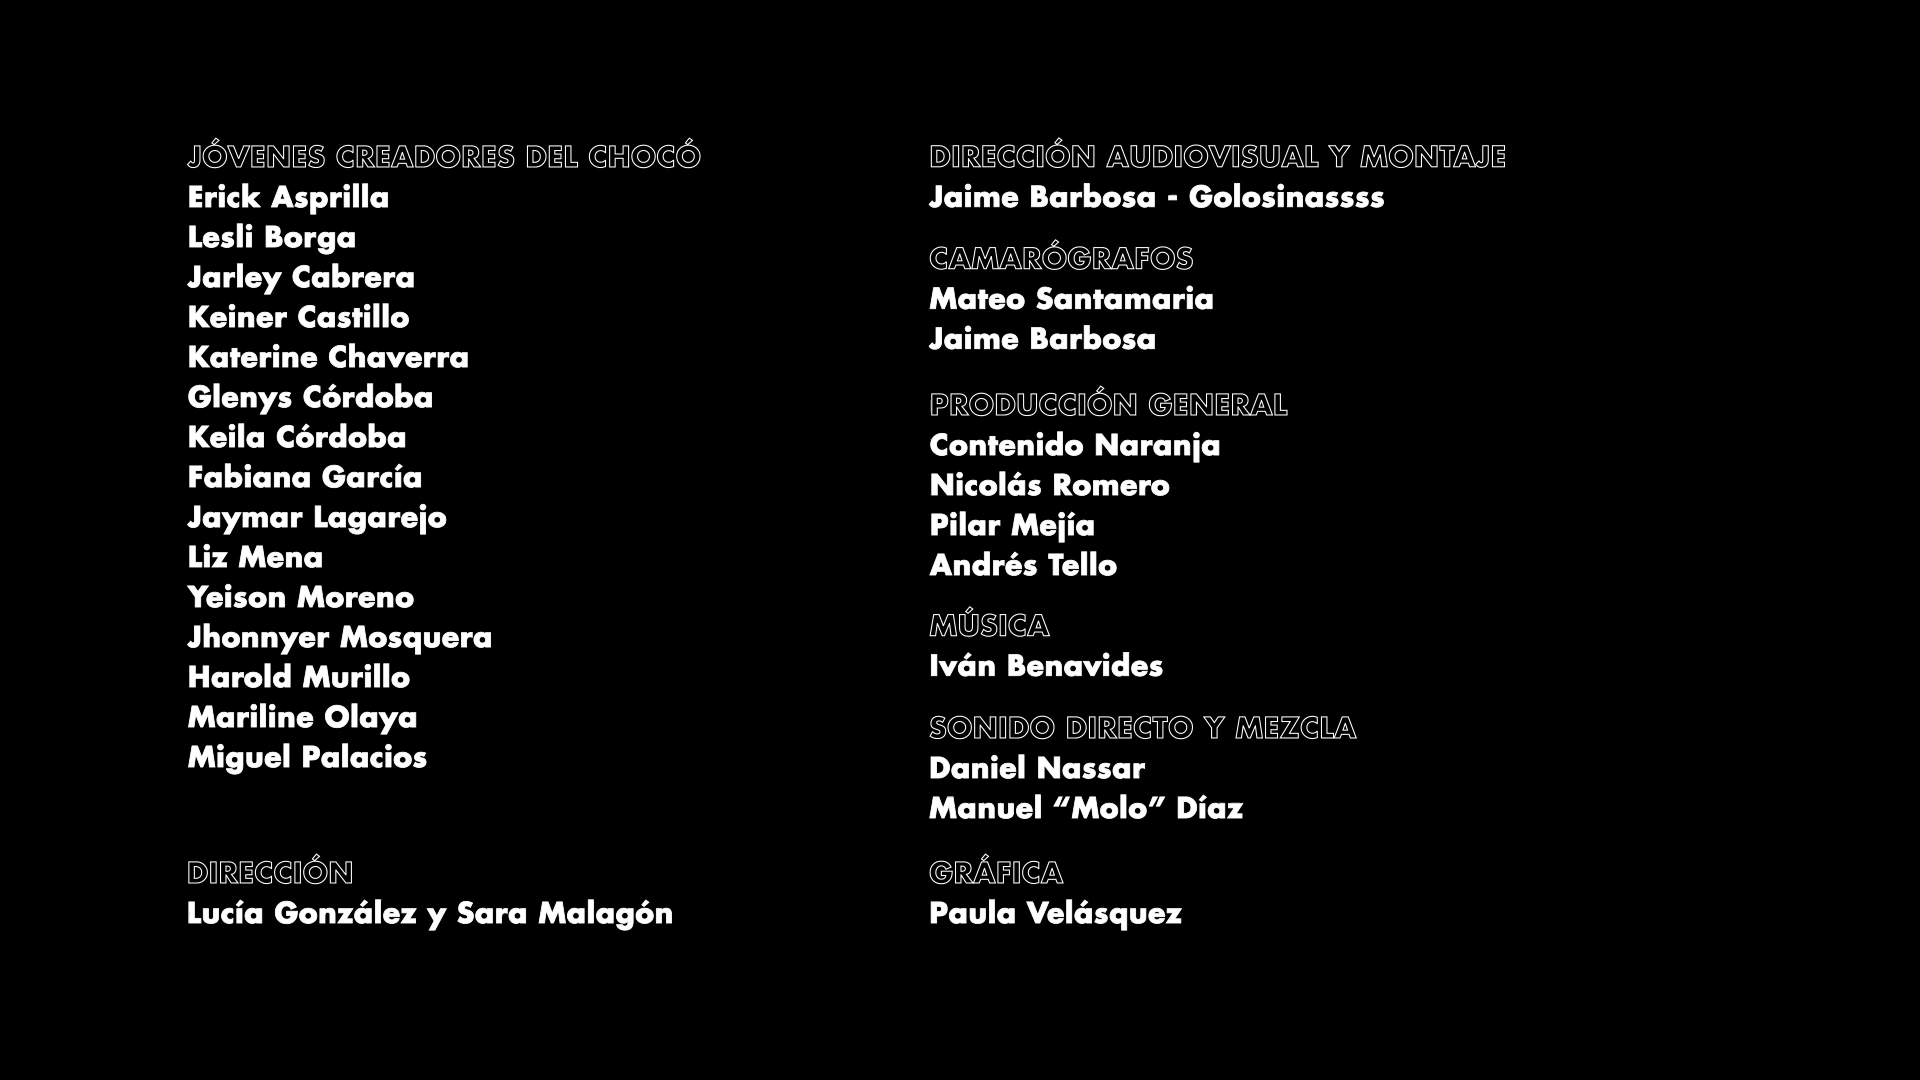 JÓVENES CREADORES DEL CHOCÓ
Erick Asprilla
Lesli Borga
Jarley Cabrera
Keiner Castillo
Katerine Chaverra
Glenys Córdoba
Keila Córdoba
Fabiana García
Jaymar Lagarejo
Liz Mena
Yeison Moreno
Jhonnyer Mosquera
Harold Murillo
Mariline Olaya
Miguel Palacios
DIRECCIÓN
Lucía González y Sara Malagón
DIRECCIÓN AUDIOVISUAL Y MONTAJE
Jaime Barbosa - Golosinassss
CAMARÓGRAFOS
Mateo Santamaria
Jaime Barbosa
PRODUCCIÓN GENERAL
Contenido Naranja
Nicolás Romero
Pilar Mejía
Andrés Tello
MÚSICA
Iván Benavides
SONIDO DIRECTO Y MEZCLA
Daniel Nassar
Manuel “Molo” Díaz
GRÁFICA
Paula Velásquez